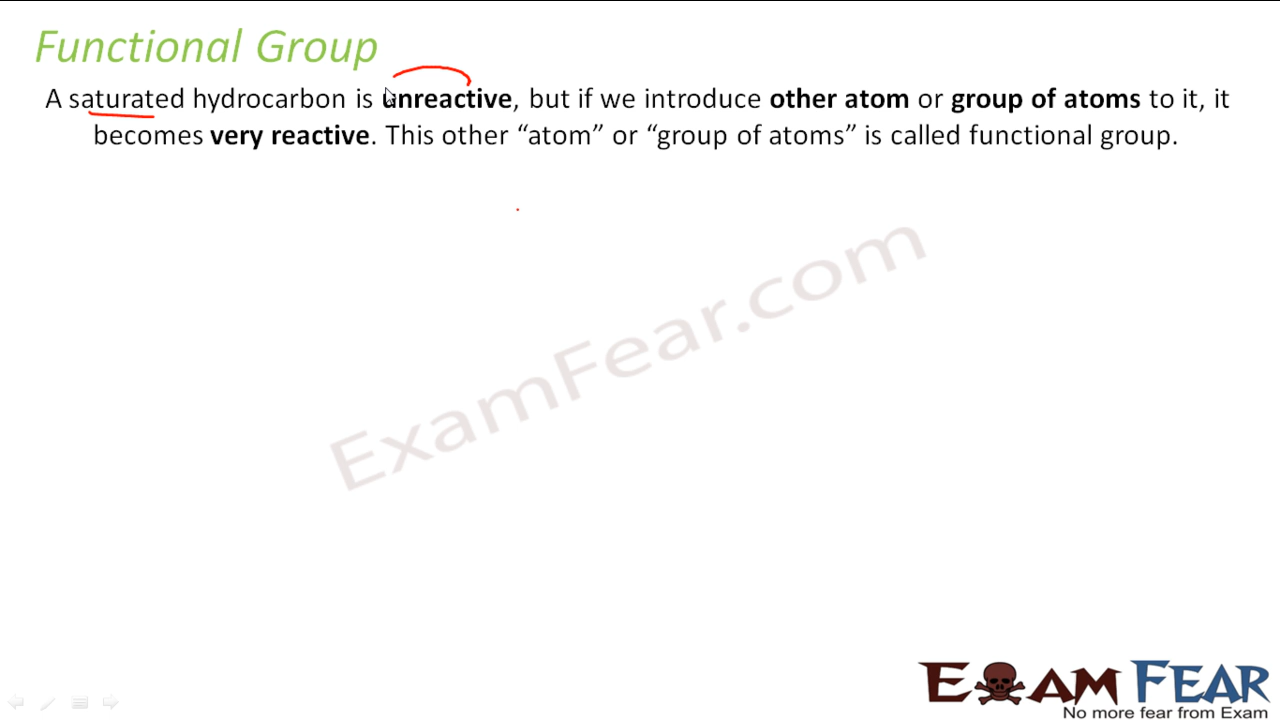 Functional Group
A saturated hydrocarbon is unreactive, but if we introduce other atom or group of atoms to it, it
becomes very reactive. This other “atom” or “group of atoms” is called functional group.
ExamFear.com
EXAM FEAR
No more fear from Exam